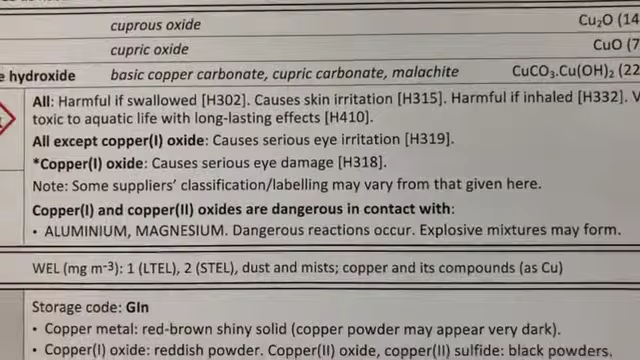 cuprous oxide Cu₂O (14
cupric oxide CuO (7
e hydroxide basic copper carbonate, cupric carbonate, malachite CuCO₃.Cu(OH)₂ (22
All: Harmful if swallowed [H302]. Causes skin irritation [H315]. Harmful if inhaled [H332]. V
toxic to aquatic life with long-lasting effects [H410].
All except copper(I) oxide: Causes serious eye irritation [H319].
*Copper(I) oxide: Causes serious eye damage [H318].
Note: Some suppliers' classification/labelling may vary from that given here.
Copper(I) and copper(II) oxides are dangerous in contact with:
• ALUMINIUM, MAGNESIUM. Dangerous reactions occur. Explosive mixtures may form.
WEL (mg m⁻³): 1 (LTEL), 2 (STEL), dust and mists; copper and its compounds (as Cu)
Storage code: GIn
• Copper metal: red-brown shiny solid (copper powder may appear very dark).
• Copper(I) oxide: reddish powder. Copper(II) oxide, copper(II) sulfide: black powders.